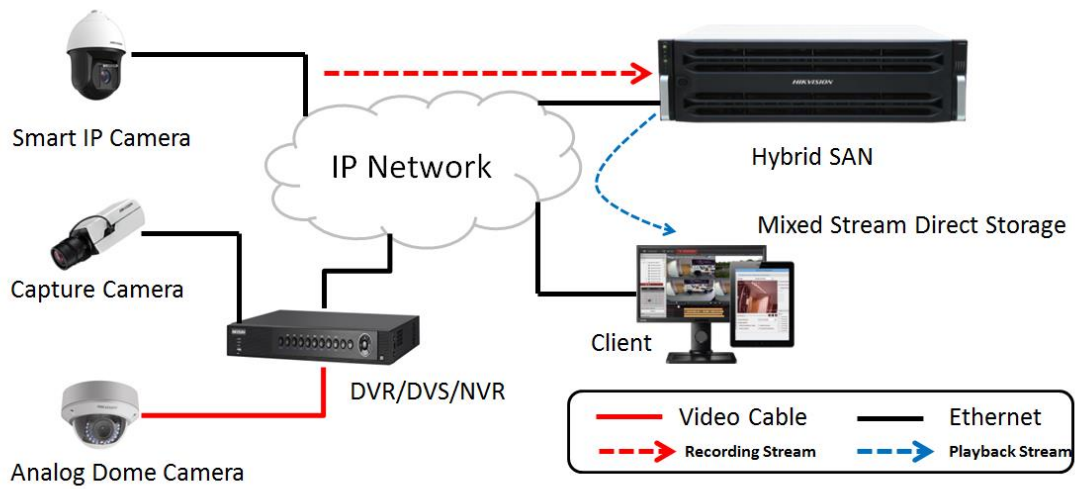 Smart IP Camera
IP Network
HIKVISION
Hybrid SAN
Mixed Stream Direct Storage
Capture Camera
Client
DVR/DVS/NVR
Analog Dome Camera
Video Cable
Ethernet
Recording Stream
Playback Stream